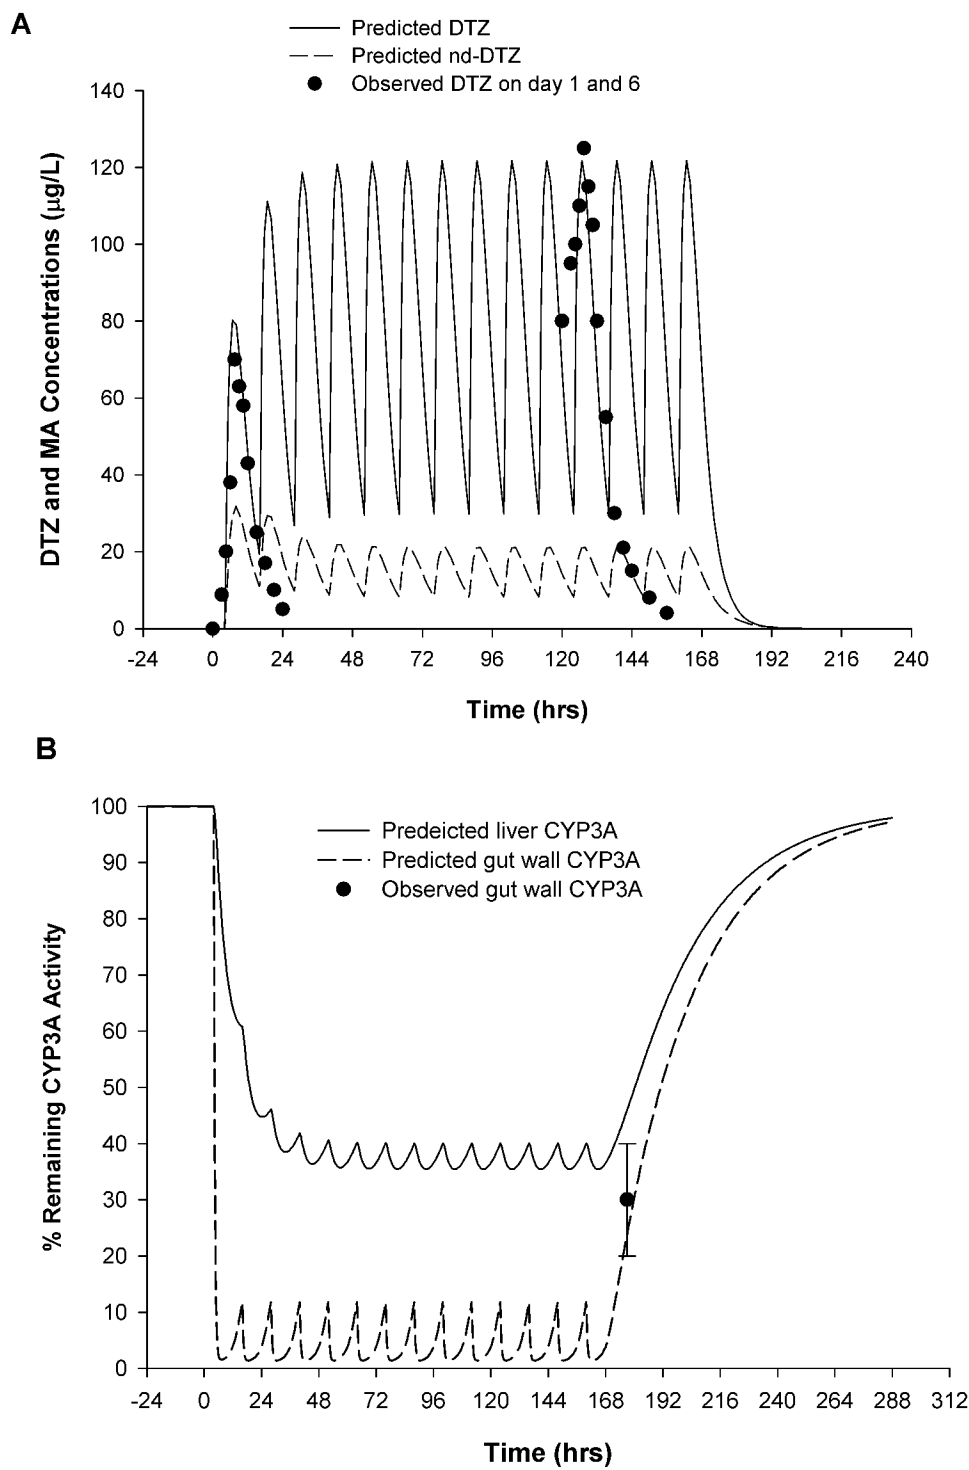 A
Predicted DTZ
Predicted nd-DTZ
Observed DTZ on day 1 and 6
DTZ and MA Concentrations (µg/L)
140
120
100
80
60
40
20
0
-24 0 24 48 72 96 120 144 168 192 216 240
Time (hrs)
B
Predeicted liver CYP3A
Predicted gut wall CYP3A
Observed gut wall CYP3A
% Remaining CYP3A Activity
100
90
80
70
60
50
40
30
20
10
0
-24 0 24 48 72 96 120 144 168 192 216 240 264 288 312
Time (hrs)